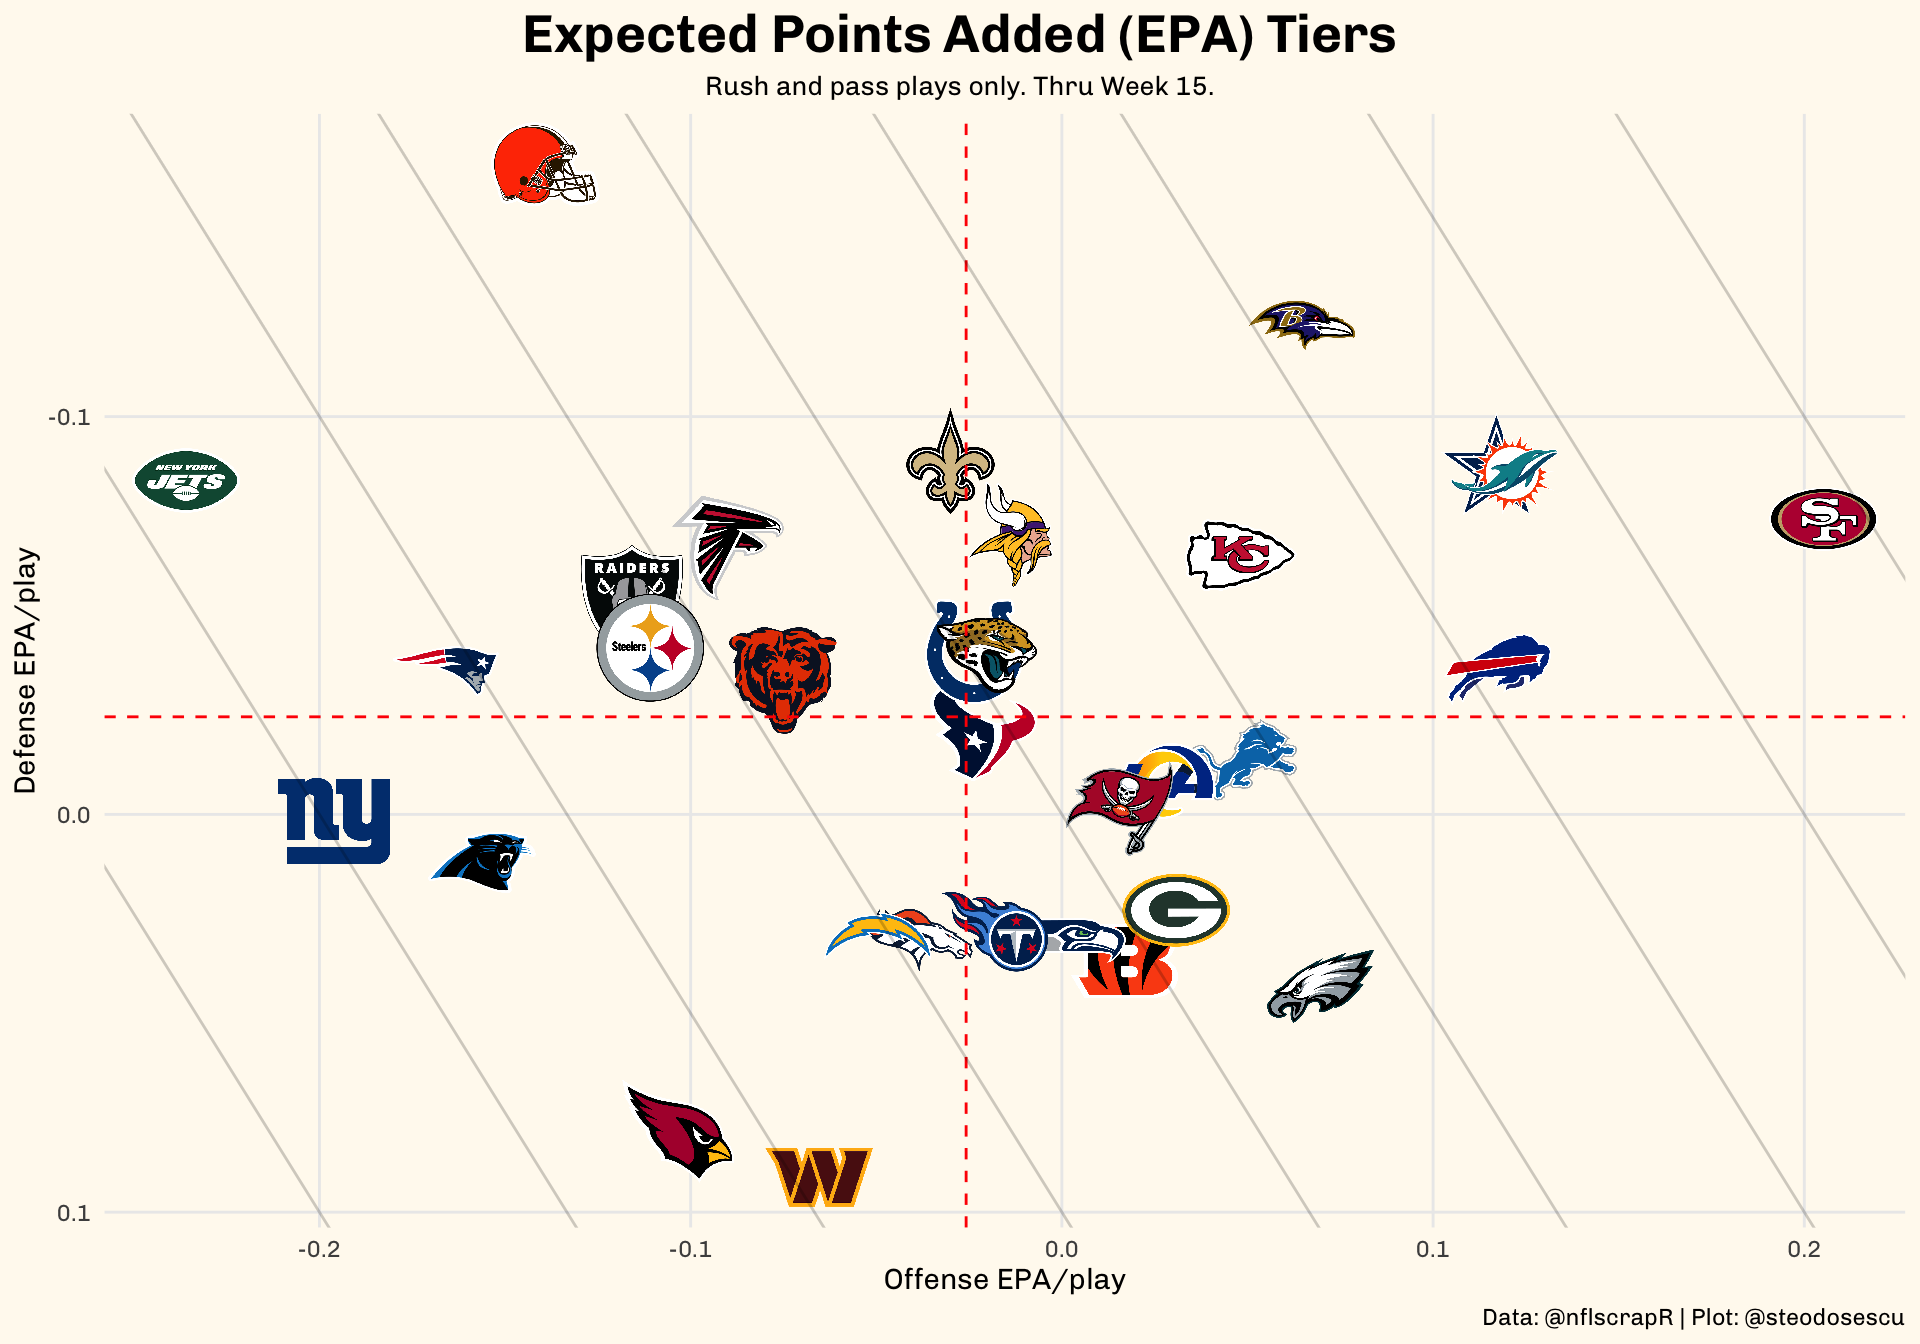 Expected Points Added (EPA) Tiers
Rush and pass plays only. Thru Week 15.
Defense EPA/play
-0.1
0.0
0.1
B
NEW YORK
JETS
SF
KC
RAIDERS
Steelers
ny
A
G
T
B
W
-0.2
-0.1
0.0
0.1
0.2
Offense EPA/play
Data: @nflscrapR | Plot: @steodosescu